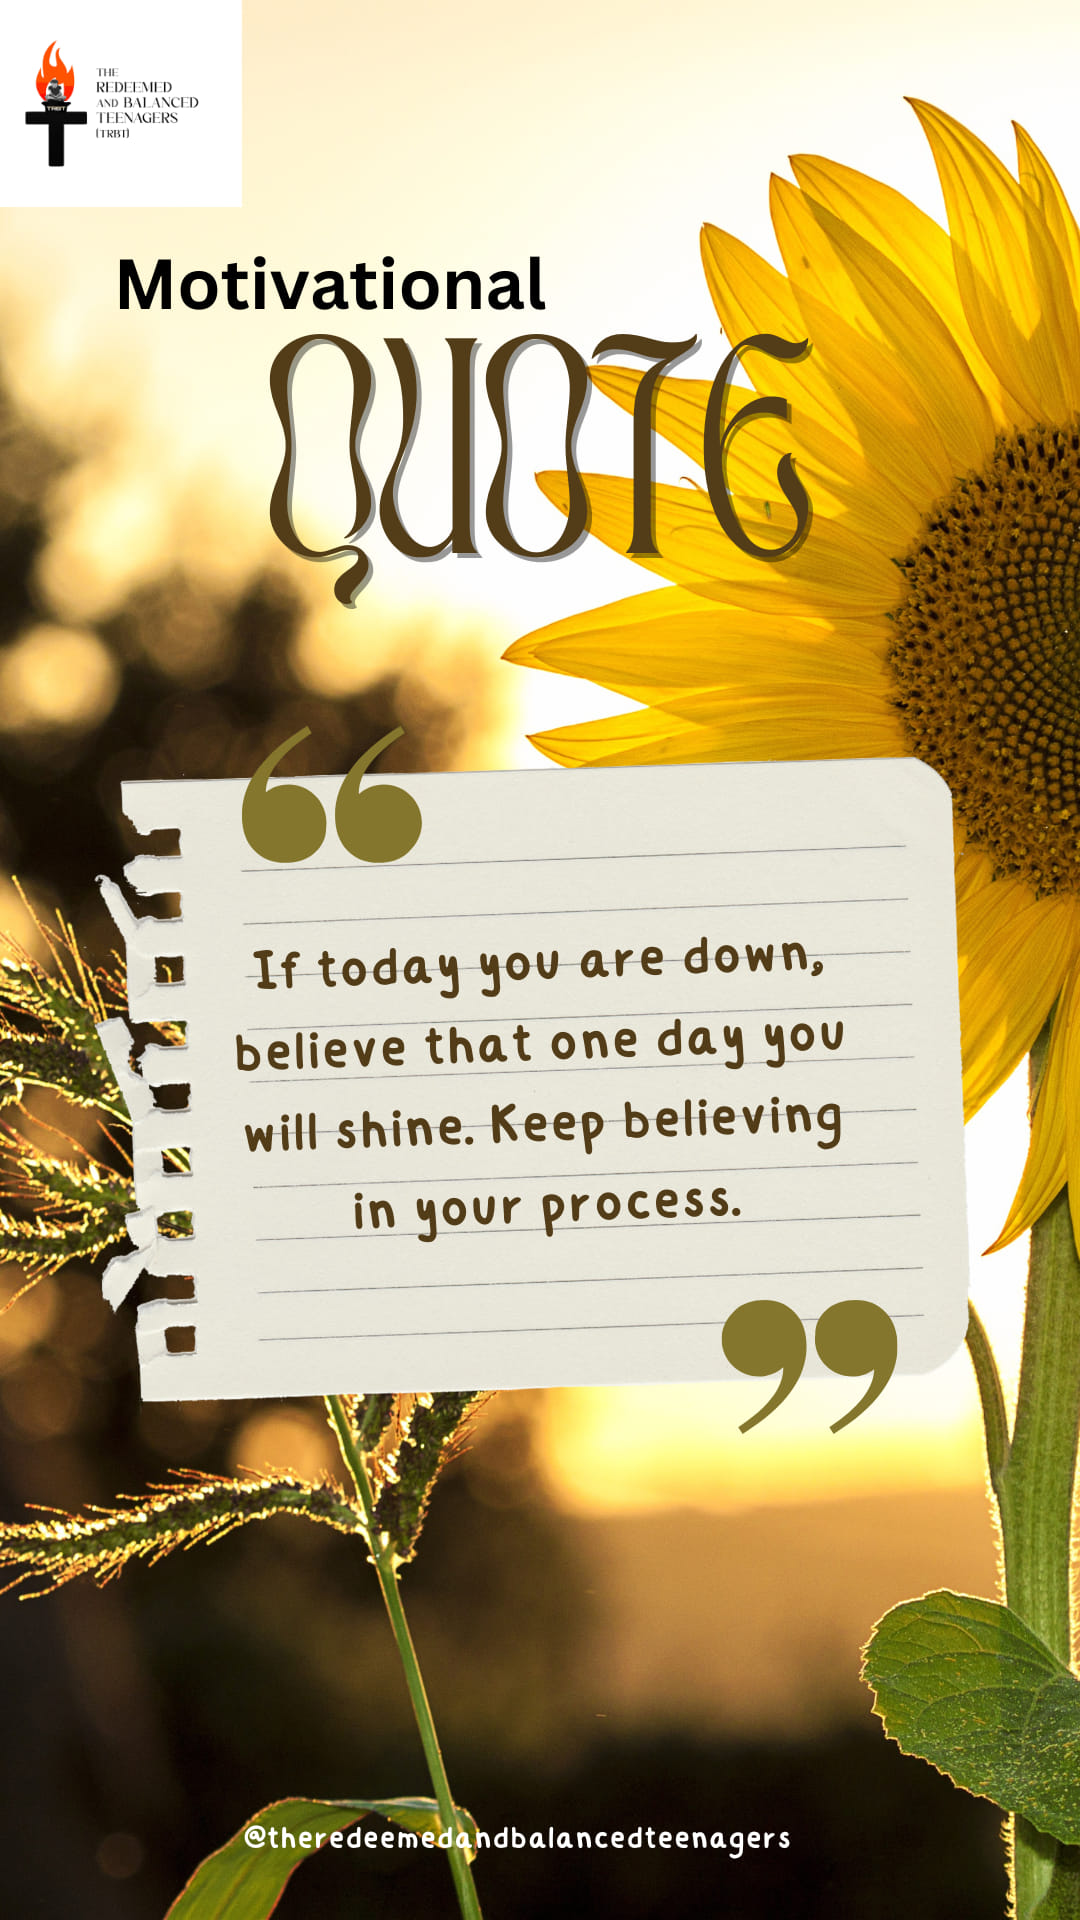 THE
REDEEMED
AND BALANCED
TEENAGERS
(TRBT)
TRBT
Motivational
QUOTE
“
If today you are down,
believe that one day you
will shine. Keep believing
in your process.
”
@theredeemedandbalancedteenagers